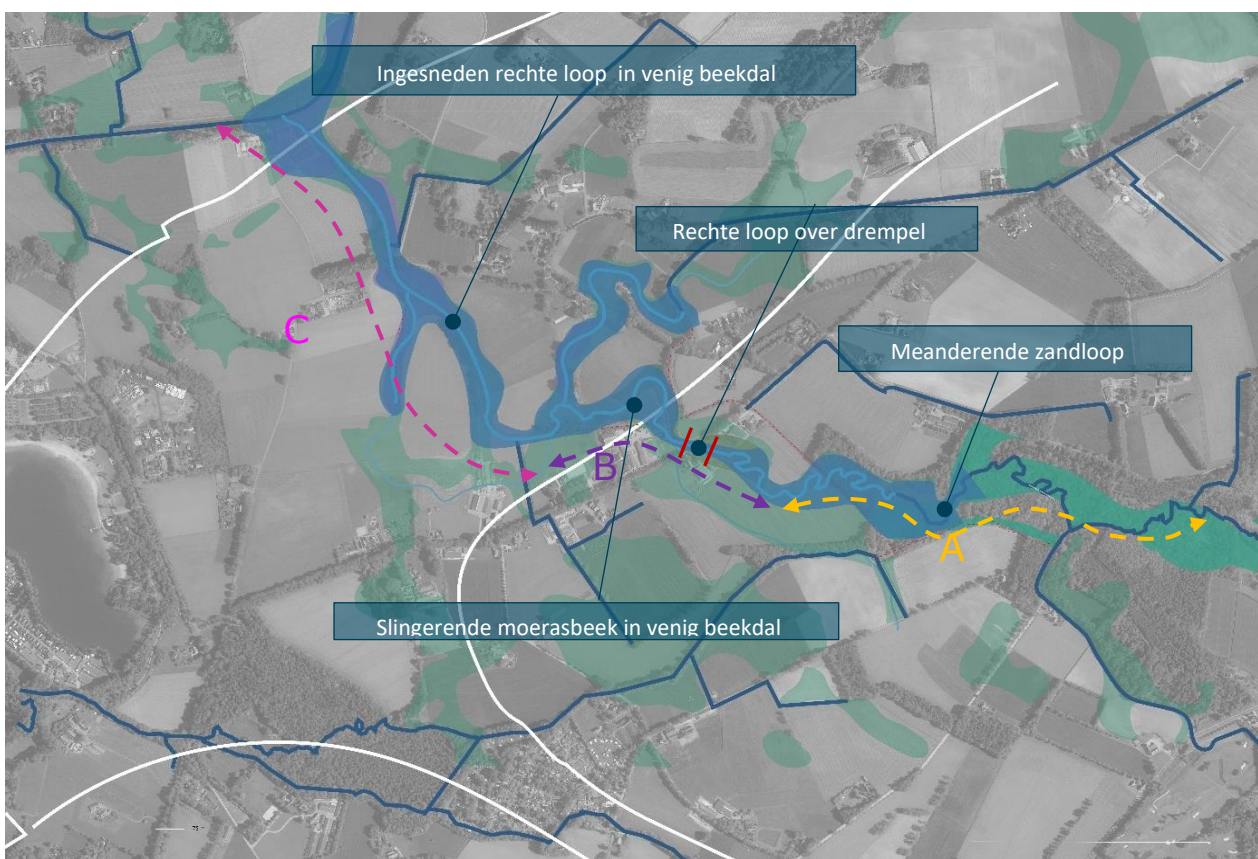 Ingesneden rechte loop in venig beekdal
Rechte loop over drempel
Meanderende zandloop
C
B
A
Slingerende moerasbeek in venig beekdal